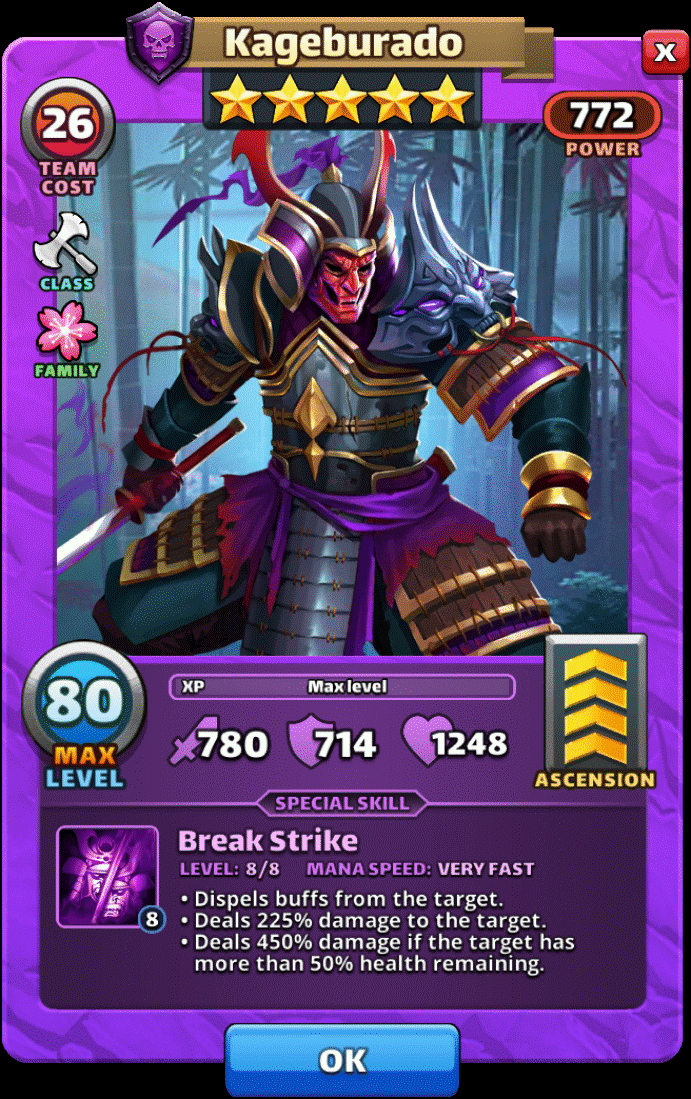 Kageburado
X
26
TEAM
COST
772
POWER
CLASS
FAMILY
80
MAX
LEVEL
XP Max level
780 714 1248
ASCENSION
SPECIAL SKILL
Break Strike
LEVEL: 8/8 MANA SPEED: VERY FAST
8
• Dispels buffs from the target.
• Deals 225% damage to the target.
• Deals 450% damage if the target has
more than 50% health remaining.
OK